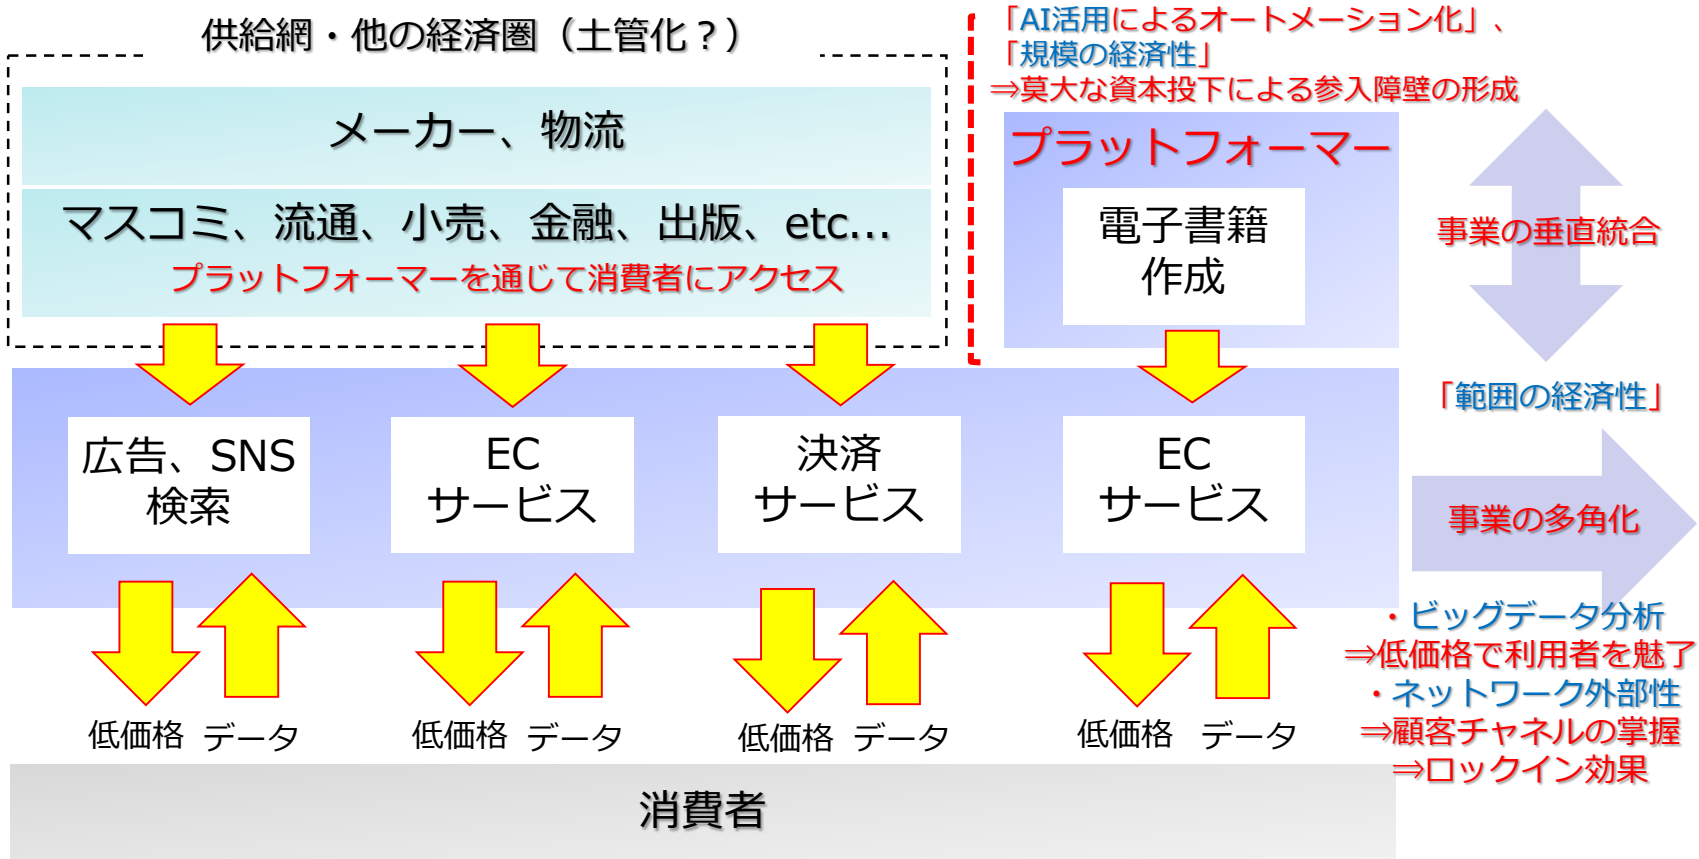 供給網・他の経済圏（土管化？）
メーカー、物流
マスコミ、流通、小売、金融、出版、etc…
プラットフォーマーを通じて消費者にアクセス
「AI活用によるオートメーション化」、
「規模の経済性」
⇒莫大な資本投下による参入障壁の形成
プラットフォーマー
電子書籍
作成
事業の垂直統合
「範囲の経済性」
広告、SNS
検索
EC
サービス
決済
サービス
EC
サービス
事業の多角化
・ビッグデータ分析
⇒低価格で利用者を魅了
・ネットワーク外部性
⇒顧客チャネルの掌握
⇒ロックイン効果
低価格 データ
低価格 データ
低価格 データ
低価格 データ
消費者